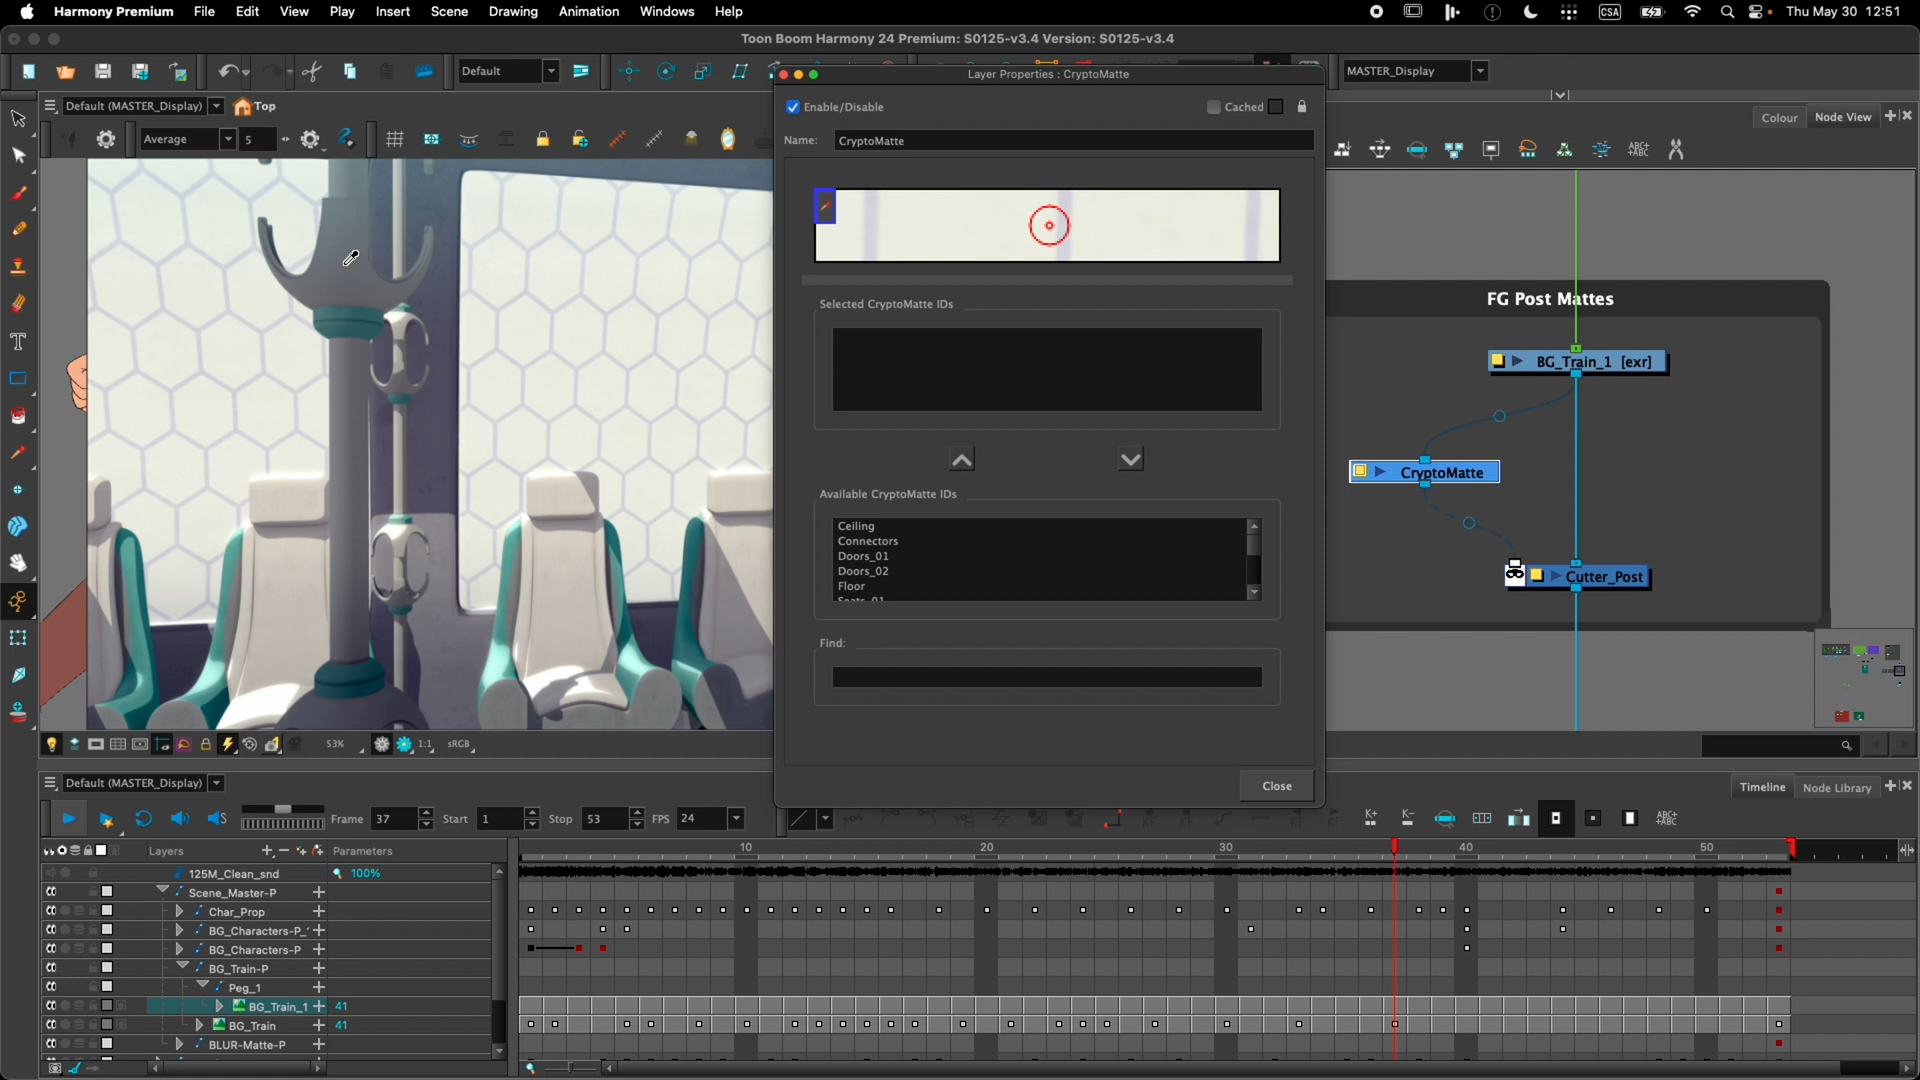 Harmony Premium File Edit View Play Insert Scene Drawing Animation Windows Help CSA Thu May 30 12:51
Toon Boom Harmony 24 Premium: S0125-v3.4 Version: S0125-v3.4
Default
Layer Properties : CryptoMatte
MASTER_Display
Default (MASTER_Display) Top
Enable/Disable Cached
Colour Node View
Average 5
Name: CryptoMatte
ABC+
ABC
Selected CryptoMatte IDs
FG Post Mattes
BG_Train_1 [exr]
CryptoMatte
Available CryptoMatte IDs
Ceiling
Connectors
Doors_01
Doors_02
Floor
Seats_01
Cutter_Post
Find:
53% 1:1 sRGB
Close
Default (MASTER_Display)
Timeline Node Library
Frame 37 Start 1 Stop 53 FPS 24
K+ K-
ABC+
ABC
Layers Parameters
10 20 30 40 50
125M_Clean_snd 100%
Scene_Master-P
Char_Prop
BG_Characters-P_
BG_Characters-P
BG_Train-P
Peg_1
BG_Train_1 41
BG_Train 41
BLUR-Matte-P